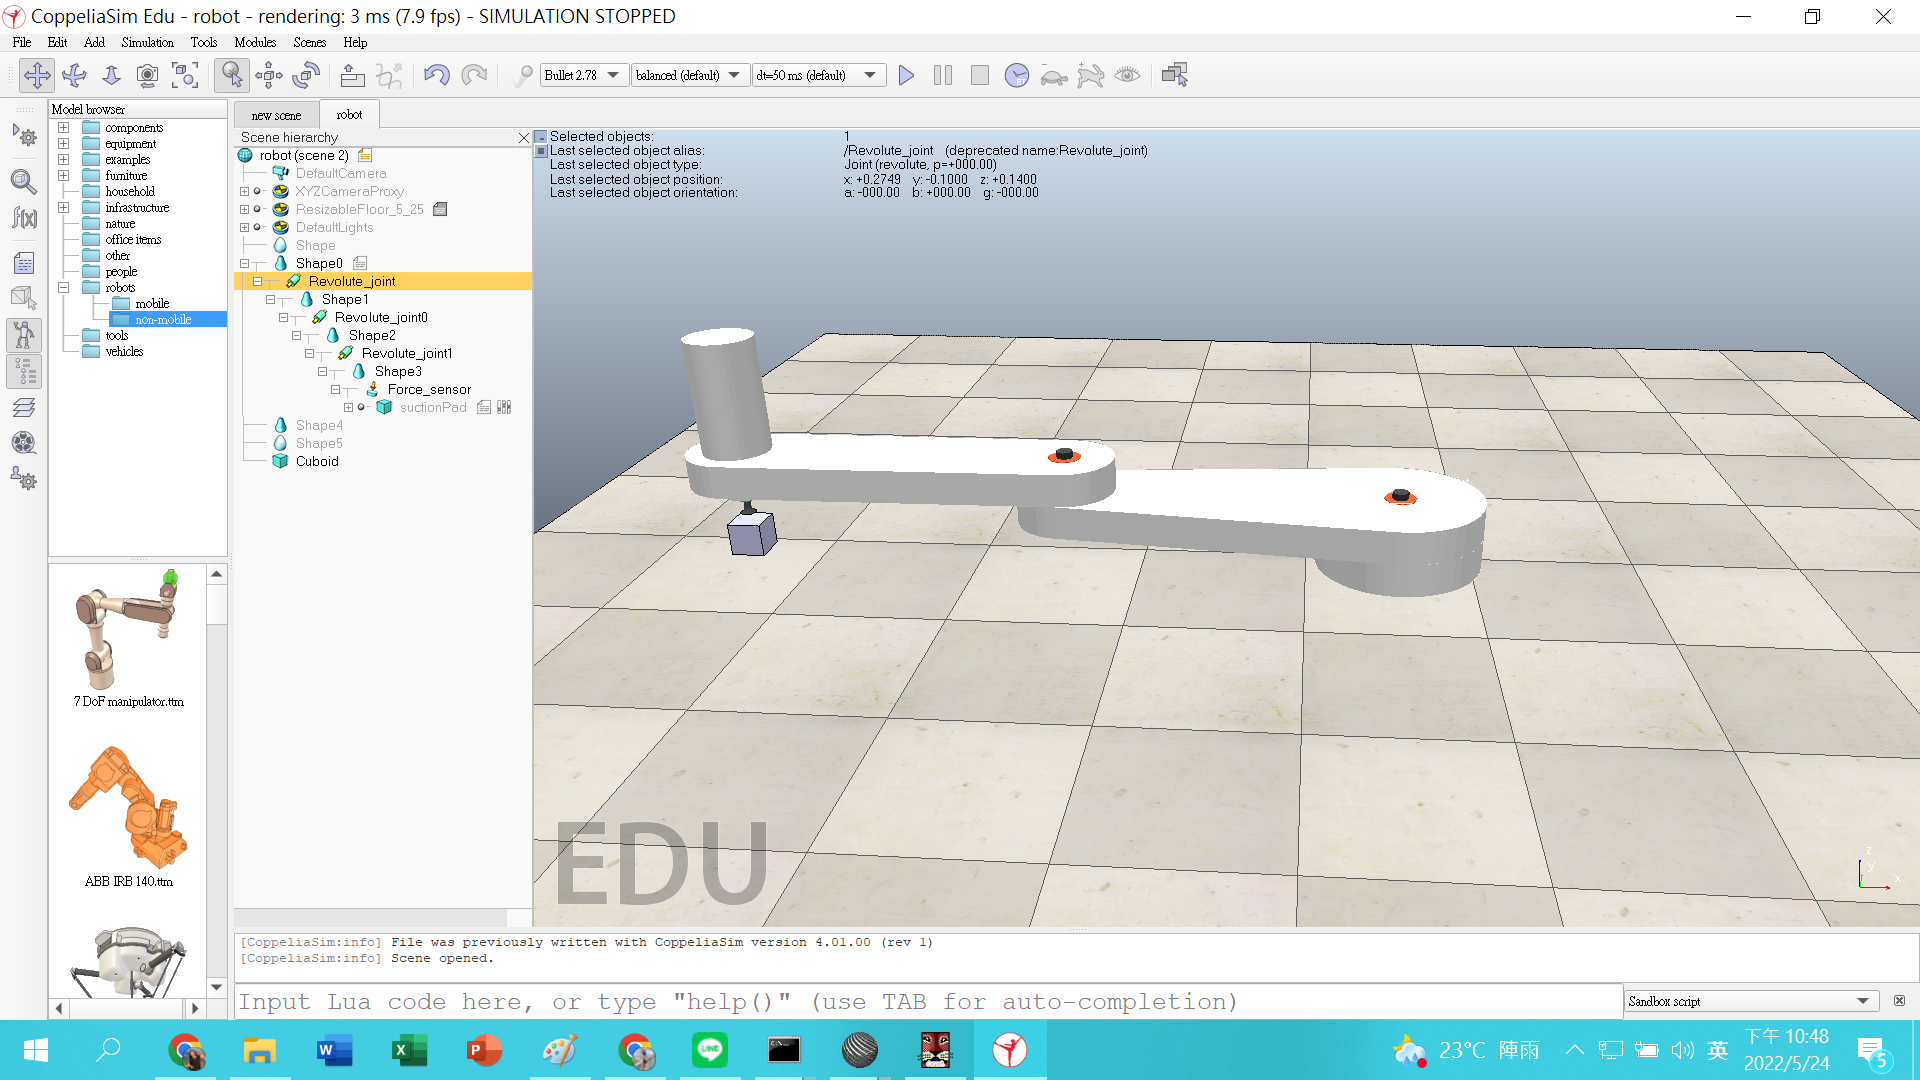 CoppeliaSim Edu - robot - rendering: 3 ms (7.9 fps) - SIMULATION STOPPED
File Edit Add Simulation Tools Modules Scenes Help
Bullet 2.78 balanced (default) dt=50 ms (default)
Model browser
components
equipment
examples
furniture
household
infrastructure
nature
office items
other
people
robots
mobile
non-mobile
tools
vehicles
7 DoF manipulator.ttm
ABB IRB 140.ttm
new scene robot
Scene hierarchy
robot (scene 2)
DefaultCamera
XYZCameraProxy
ResizableFloor_5_25
DefaultLights
Shape
Shape0
Revolute_joint
Shape1
Revolute_joint0
Shape2
Revolute_joint1
Shape3
Force_sensor
suctionPad
Shape4
Shape5
Cuboid
Selected objects: 1
Last selected object alias: /Revolute_joint (deprecated name:Revolute_joint)
Last selected object type: Joint (revolute, p=+000.00)
Last selected object position: x: +0.2749 y: -0.1000 z: +0.1400
Last selected object orientation: a: -000.00 b: +000.00 g: -000.00
EDU
z
y
x
[CoppeliaSim:info] File was previously written with CoppeliaSim version 4.01.00 (rev 1)
[CoppeliaSim:info] Scene opened.
Input Lua code here, or type "help()" (use TAB for auto-completion)
Sandbox script
23°C 陣雨
英
下午 10:48
2022/5/24
5